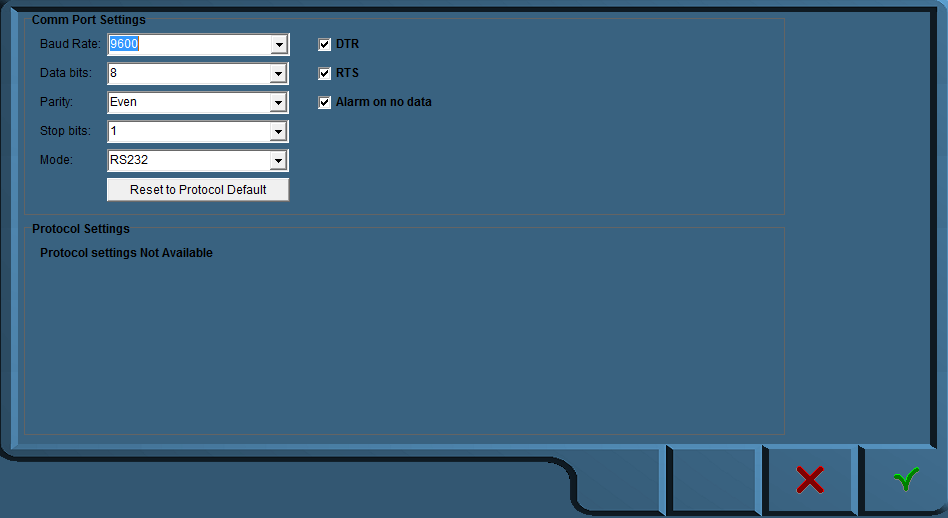 Comm Port Settings
Baud Rate: 9600 DTR
Data bits: 8 RTS
Parity: Even Alarm on no data
Stop bits: 1
Mode: RS232
Reset to Protocol Default
Protocol Settings
Protocol settings Not Available